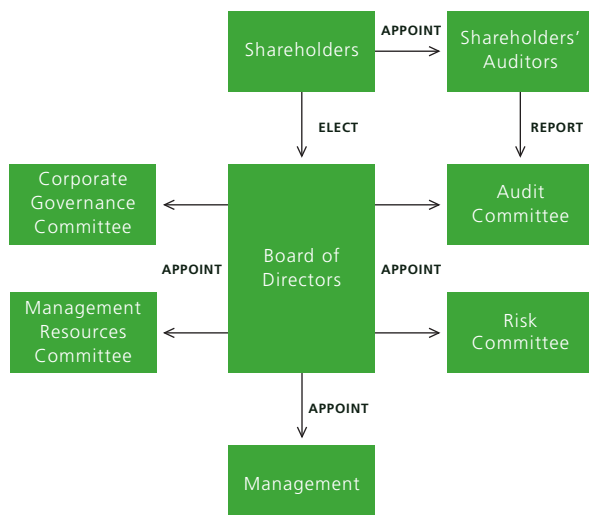 Shareholders
APPOINT
Shareholders’
Auditors
ELECT
REPORT
Corporate
Governance
Committee
Board of
Directors
Audit
Committee
APPOINT
APPOINT
Management
Resources
Committee
Risk
Committee
APPOINT
Management